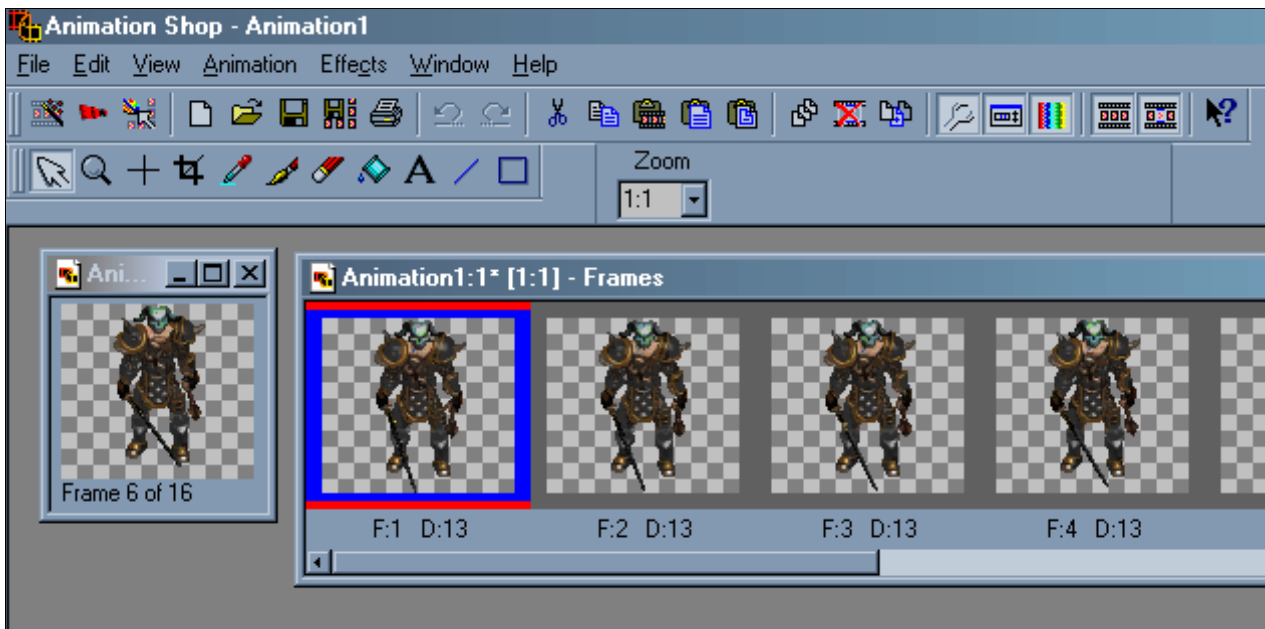 Animation Shop - Animation1
File Edit View Animation Effects Window Help
Zoom
1:1
Ani...
Frame 6 of 16
Animation1:1* [1:1] - Frames
F:1 D:13
F:2 D:13
F:3 D:13
F:4 D:13